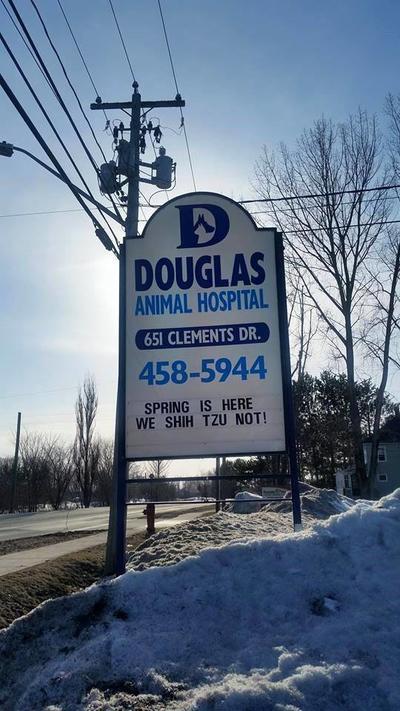 D
DOUGLAS
ANIMAL HOSPITAL
651 CLEMENTS DR.
458-5944
SPRING IS HERE
WE SHIH TZU NOT!